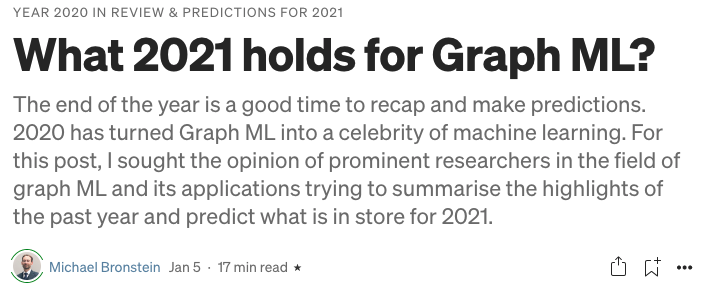 YEAR 2020 IN REVIEW & PREDICTIONS FOR 2021
What 2021 holds for Graph ML?
The end of the year is a good time to recap and make predictions.
2020 has turned Graph ML into a celebrity of machine learning. For
this post, I sought the opinion of prominent researchers in the field of
graph ML and its applications trying to summarise the highlights of
the past year and predict what is in store for 2021.
Michael Bronstein Jan 5 · 17 min read ★